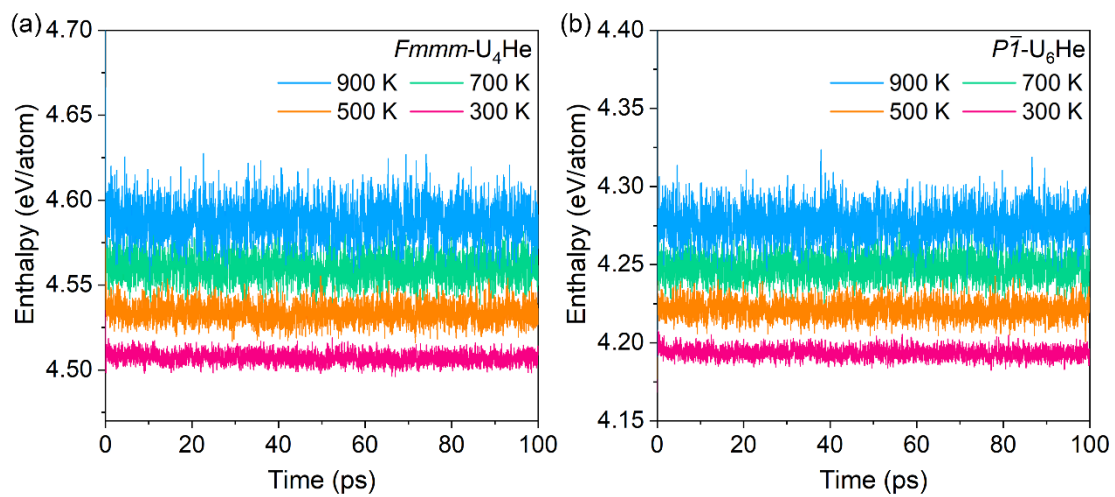 (a)
Fmmm-U₄He
900 K 700 K
500 K 300 K
4.70
4.65
4.60
4.55
4.50
Enthalpy (eV/atom)
0 20 40 60 80 100
Time (ps)
(b)
P1̅-U₆He
900 K 700 K
500 K 300 K
4.40
4.35
4.30
4.25
4.20
4.15
Enthalpy (eV/atom)
0 20 40 60 80 100
Time (ps)